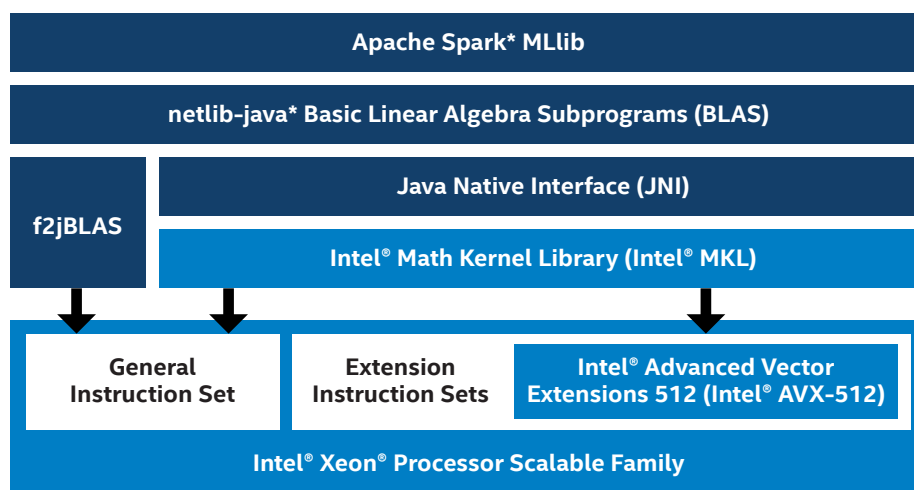 Apache Spark* MLlib
netlib-java* Basic Linear Algebra Subprograms (BLAS)
f2jBLAS
Java Native Interface (JNI)
Intel® Math Kernel Library (Intel® MKL)
General
Instruction Set
Extension
Instruction Sets
Intel® Advanced Vector
Extensions 512 (Intel® AVX-512)
Intel® Xeon® Processor Scalable Family